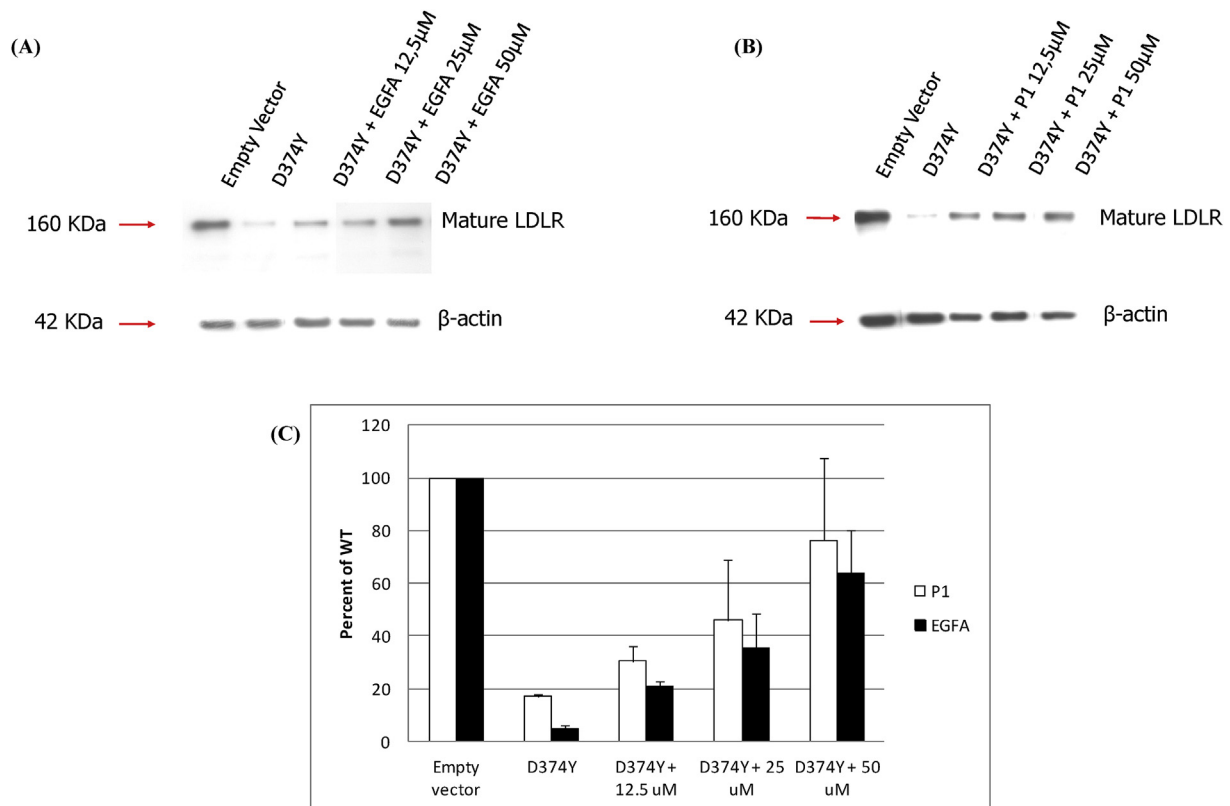 (A)
Empty Vector
D374Y
D374Y + EGFA 12,5µM
D374Y + EGFA 25µM
D374Y + EGFA 50µM
160 KDa
Mature LDLR
42 KDa
β-actin
(B)
Empty Vector
D374Y
D374Y + P1 12,5µM
D374Y + P1 25µM
D374Y + P1 50µM
160 KDa
Mature LDLR
42 KDa
β-actin
(C)
Percent of WT
120
100
80
60
40
20
0
Empty
vector
D374Y
D374Y +
12.5 uM
D374Y + 25
uM
D374Y + 50
uM
P1
EGFA